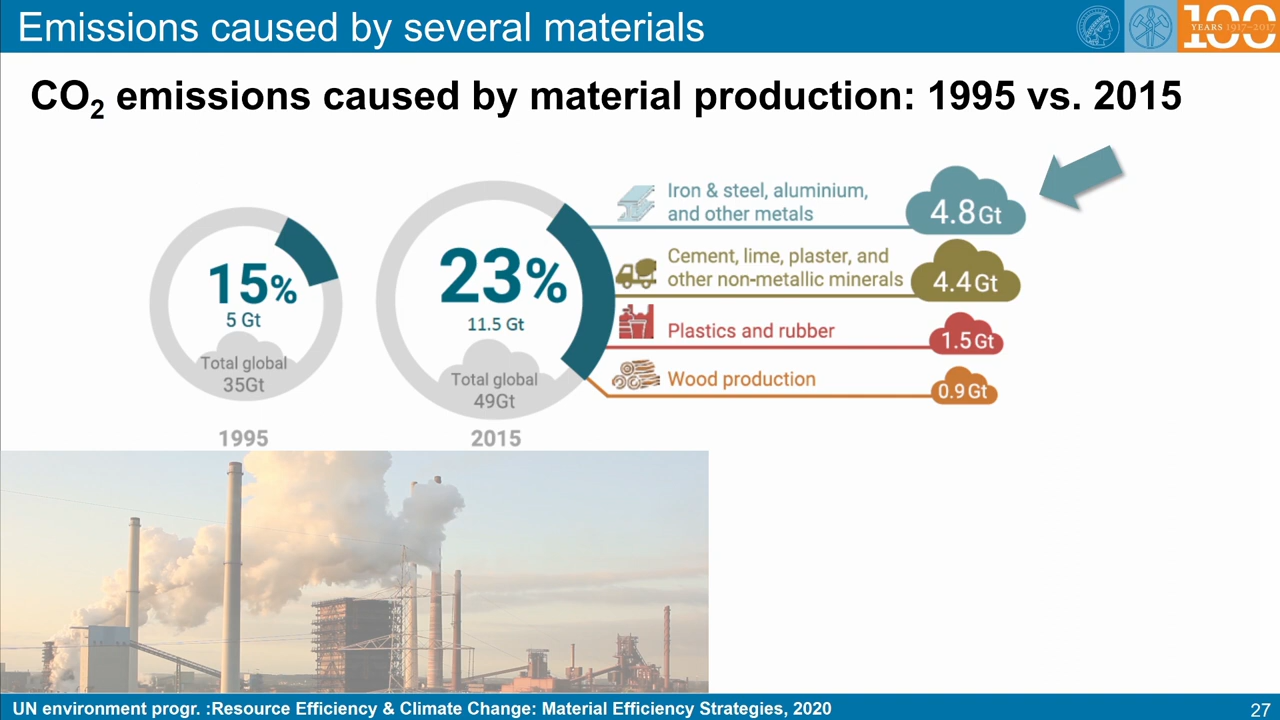 Emissions caused by several materials
100
YEARS 1917-2017
CO2 emissions caused by material production: 1995 vs. 2015
15%
5 Gt
Total global
35Gt
1995
23%
11.5 Gt
Total global
49Gt
2015
Iron & steel, aluminium,
and other metals
4.8Gt
Cement, lime, plaster, and
other non-metallic minerals
4.4Gt
Plastics and rubber
1.5Gt
Wood production
0.9Gt
UN environment progr. :Resource Efficiency & Climate Change: Material Efficiency Strategies, 2020
27